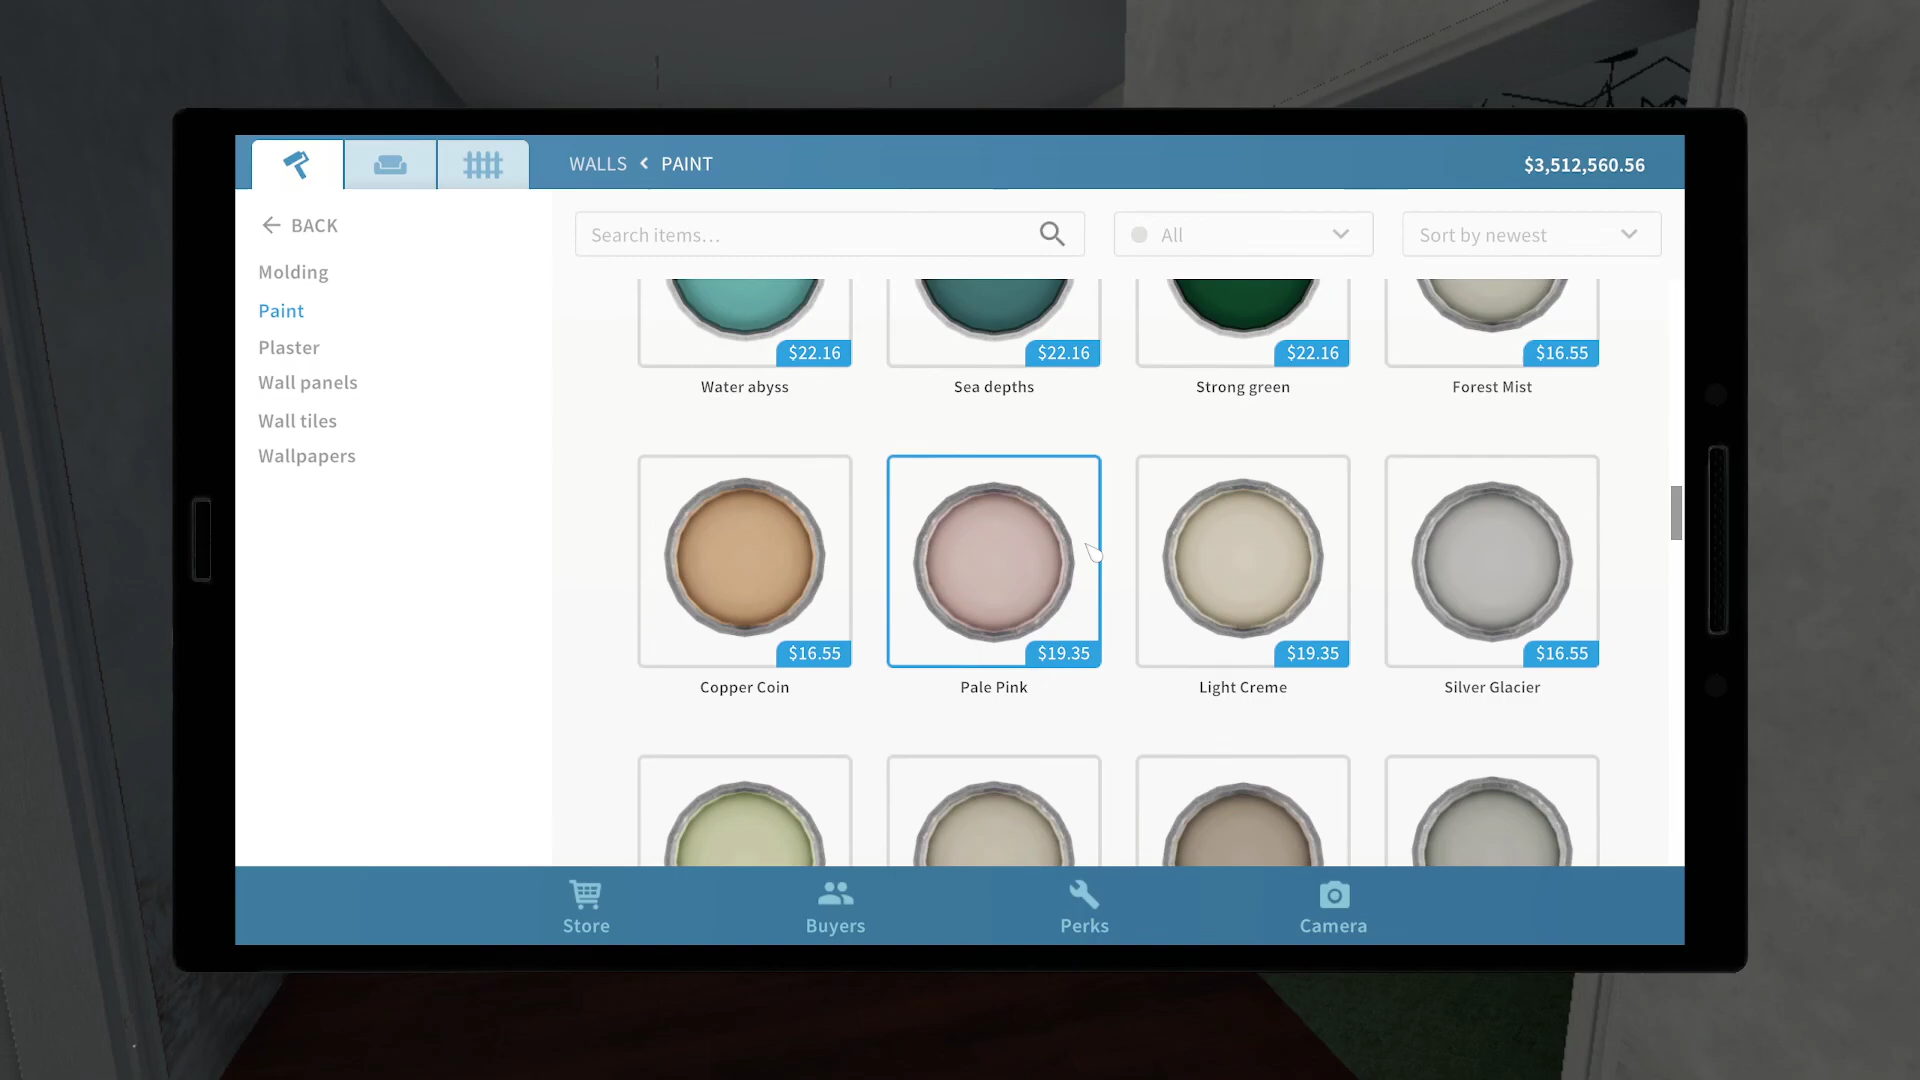 WALLS < PAINT
$3,512,560.56
BACK
Molding
Paint
Plaster
Wall panels
Wall tiles
Wallpapers
Search items...
All
Sort by newest
$22.16
$22.16
$22.16
$16.55
Water abyss
Sea depths
Strong green
Forest Mist
$16.55
$19.35
$19.35
$16.55
Copper Coin
Pale Pink
Light Creme
Silver Glacier
Store
Buyers
Perks
Camera